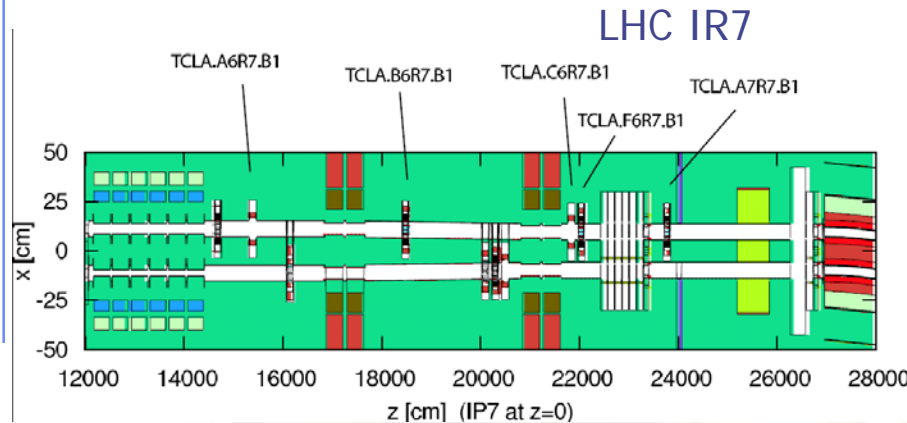 LHC IR7
TCLA.A6R7.B1
TCLA.B6R7.B1
TCLA.C6R7.B1
TCLA.A7R7.B1
TCLA.F6R7.B1
50
25
0
-25
-50
x [cm]
12000 14000 16000 18000 20000 22000 24000 26000 28000
z [cm] (IP7 at z=0)